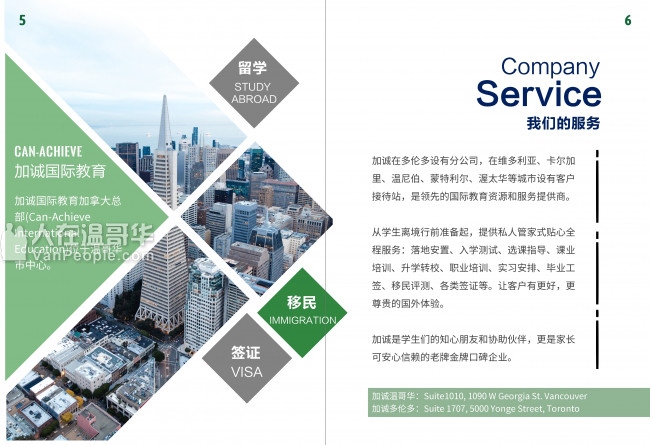 5
留学
STUDY
ABROAD
CAN-ACHIEVE
加诚国际教育
加诚国际教育加拿大总
部(Can-Achieve
International
Education)位于温哥华
市中心。
人在温哥华
vanPeople.com
移民
IMMIGRATION
签证
VISA
6
Company
Service
我们的服务
加诚在多伦多设有分公司，在维多利亚、卡尔加
里、温尼伯、蒙特利尔、渥太华等城市设有客户
接待站，是领先的国际教育资源和服务提供商。
从学生离境行前准备起，提供私人管家式贴心全
程服务：落地安置、入学测试、选课指导、课业
培训、升学转校、职业培训、实习安排、毕业工
签、移民评测、各类签证等。让客户有更好，更
尊贵的国外体验。
加诚是学生们的知心朋友和协助伙伴，更是家长
可安心信赖的老牌金牌口碑企业。
加诚温哥华：Suite1010, 1090 W Georgia St. Vancouver
加诚多伦多：Suite 1707, 5000 Yonge Street, Toronto